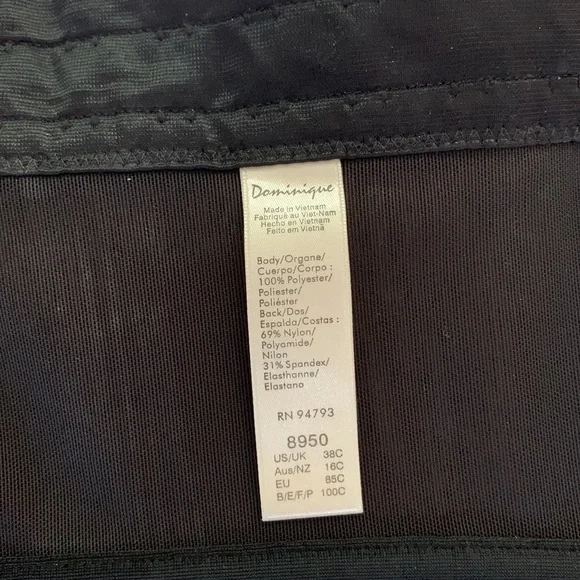 Dominique
Made in Vietnam
Fabriqué au Viet-Nam
Hecho en Vietnam
Feito em Vietnã
Body/Organe/
Cuerpo/Corpo :
100% Polyester/
Poliester/
Poliéster
Back/Dos/
Espalda/Costas :
69% Nylon/
Polyamide/
Nilon
31% Spandex/
Elasthanne/
Elastano
RN 94793
8950
US/UK 38C
Aus/NZ 16C
EU 85C
B/E/F/P 100C